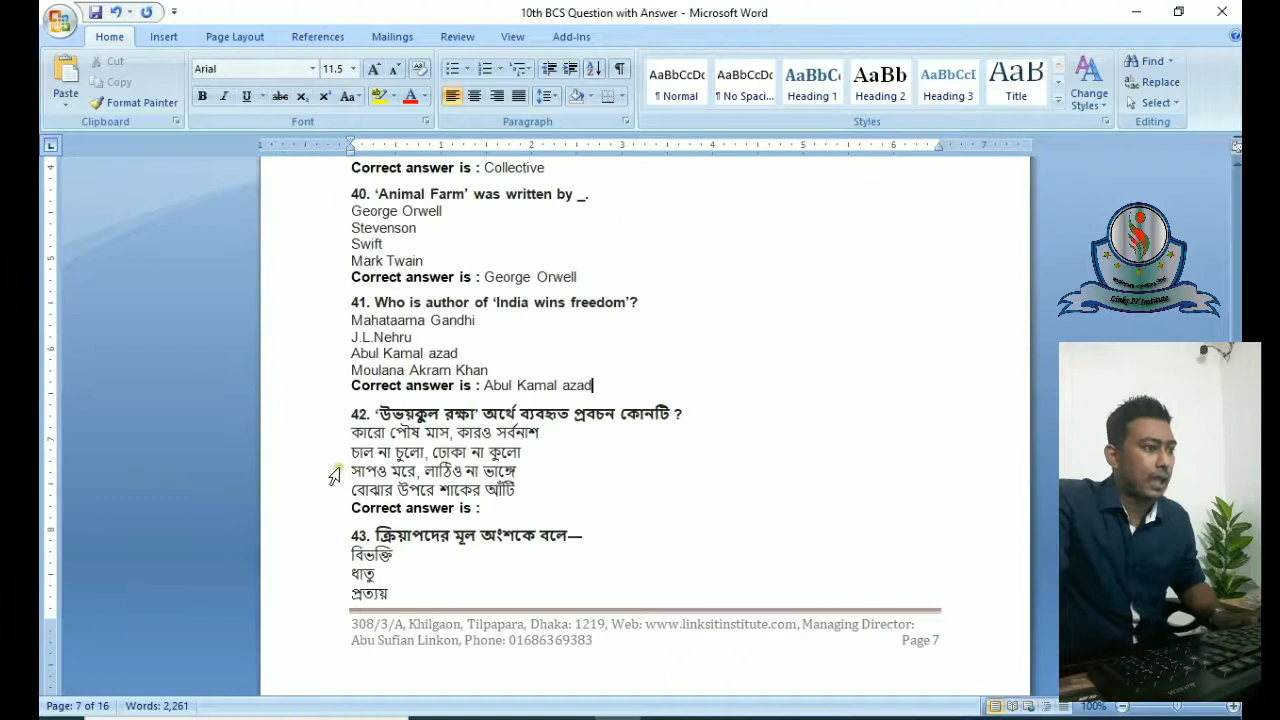 10th BCS Question with Answer - Microsoft Word
Home Insert Page Layout References Mailings Review View Add-Ins
Paste
Cut
Copy
Format Painter
Clipboard
Arial 11.5
Font
Paragraph
AaBbCcDc AaBbCcDc AaBbC AaBb AaBbCcD AaB
¶ Normal ¶ No Spaci... Heading 1 Heading 2 Heading 3 Title
Change Styles
Styles
Find
Replace
Select
Editing
Correct answer is : Collective
40. ‘Animal Farm’ was written by _.
George Orwell
Stevenson
Swift
Mark Twain
Correct answer is : George Orwell
41. Who is author of ‘India wins freedom’?
Mahataama Gandhi
J.L.Nehru
Abul Kamal azad
Moulana Akram Khan
Correct answer is : Abul Kamal azad
42. ‘উভয়কুল রক্ষা’ অর্থে ব্যবহৃত প্রবচন কোনটি ?
কারো পৌষ মাস, কারও সর্বনাশ
চাল না চুলো, ঢোকা না কুলো
সাপও মরে, লাঠিও না ভাঙ্গে
বোঝার উপরে শাকের আঁটি
Correct answer is :
43. ক্রিয়াপদের মূল অংশকে বলে—
বিভক্তি
ধাতু
প্রত্যয়
308/3/A, Khilgaon, Tilpapara, Dhaka: 1219, Web: www.linksitinstitute.com, Managing Director:
Abu Sufian Linkon, Phone: 01686369383 Page 7
Links IT Institute
Page: 7 of 16 Words: 2,261
100%